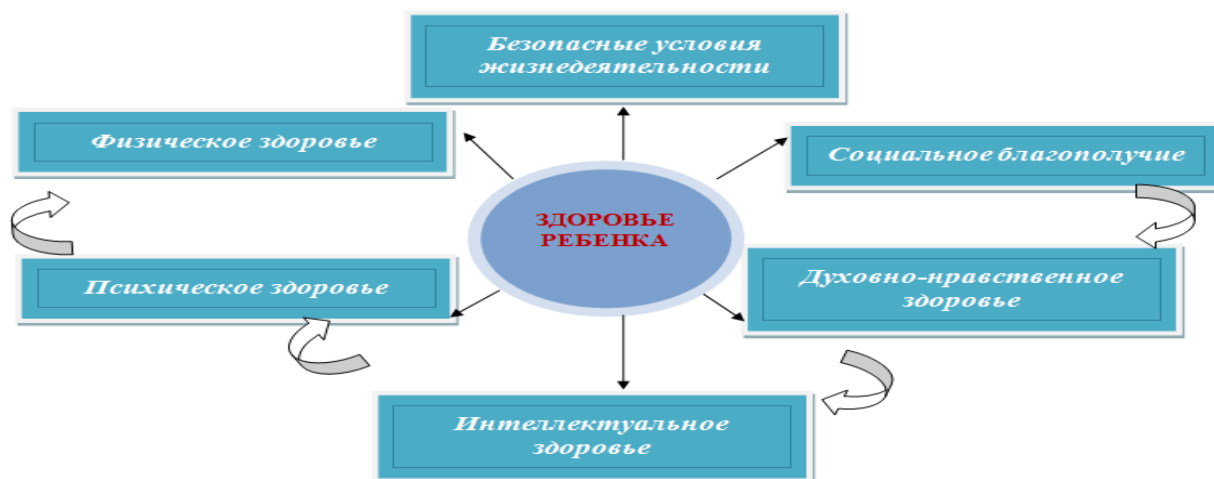 Безопасные условия
жизнедеятельности
Физическое здоровье
Социальное благополучие
ЗДОРОВЬЕ
РЕБЕНКА
Психическое здоровье
Духовно-нравственное
здоровье
Интеллектуальное
здоровье